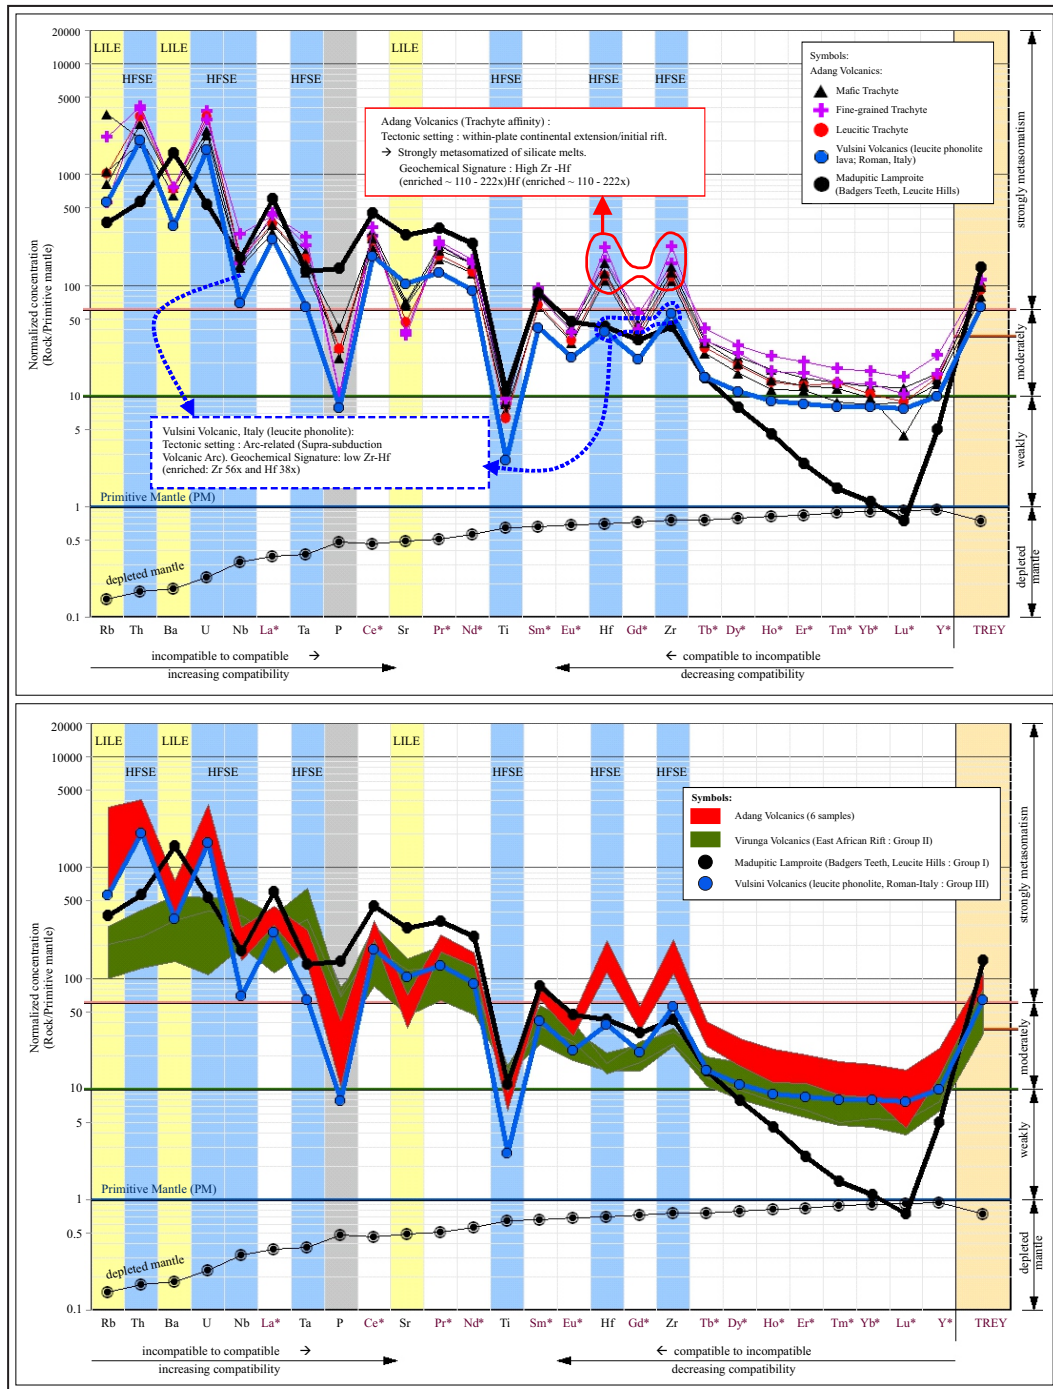 20000
10000
5000
1000
500
100
50
10
5
1
0.5
0.1
Normalized concentration
(Rock/Primitive mantle)
LILE
LILE
LILE
HFSE
HFSE
HFSE
HFSE
HFSE
HFSE
Symbols:
Adang Volcanics:
Mafic Trachyte
Fine-grained Trachyte
Leucitic Trachyte
Vulsini Volcanics (leucite phonolite
lava; Roman, Italy)
Madupitic Lamproite
(Badgers Teeth, Leucite Hills)
Adang Volcanics (Trachyte affinity) :
Tectonic setting : within-plate continental extension/initial rift.
→ Strongly metasomatized of silicate melts.
Geochemical Signature : High Zr -Hf
(enriched ~ 110 - 222x)Hf (enriched ~ 110 - 222x)
Vulsini Volcanic, Italy (leucite phonolite):
Tectonic setting : Arc-related (Supra-subduction
Volcanic Arc). Geochemical Signature: low Zr-Hf
(enriched: Zr 56x and Hf 38x)
Primitive Mantle (PM)
depleted mantle
strongly metasomatism
moderately
weakly
depleted
mantle
Rb Th Ba U Nb La* Ta P Ce* Sr Pr* Nd* Ti Sm* Eu* Hf Gd* Zr Tb* Dy* Ho* Er* Tm* Yb* Lu* Y* TREY
incompatible to compatible →
increasing compatibility
← compatible to incompatible
decreasing compatibility
20000
10000
5000
1000
500
100
50
10
5
1
0.5
0.1
Normalized concentration
(Rock/Primitive mantle)
LILE
LILE
LILE
HFSE
HFSE
HFSE
HFSE
HFSE
HFSE
Symbols:
Adang Volcanics (6 samples)
Virunga Volcanics (East African Rift : Group II)
Madupitic Lamproite (Badgers Teeth, Leucite Hills : Group I)
Vulsini Volcanics (leucite phonolite, Roman-Italy : Group III)
Primitive Mantle (PM)
depleted mantle
strongly metasomatism
moderately
weakly
depleted
mantle
Rb Th Ba U Nb La* Ta P Ce* Sr Pr* Nd* Ti Sm* Eu* Hf Gd* Zr Tb* Dy* Ho* Er* Tm* Yb* Lu* Y* TREY
incompatible to compatible →
increasing compatibility
← compatible to incompatible
decreasing compatibility